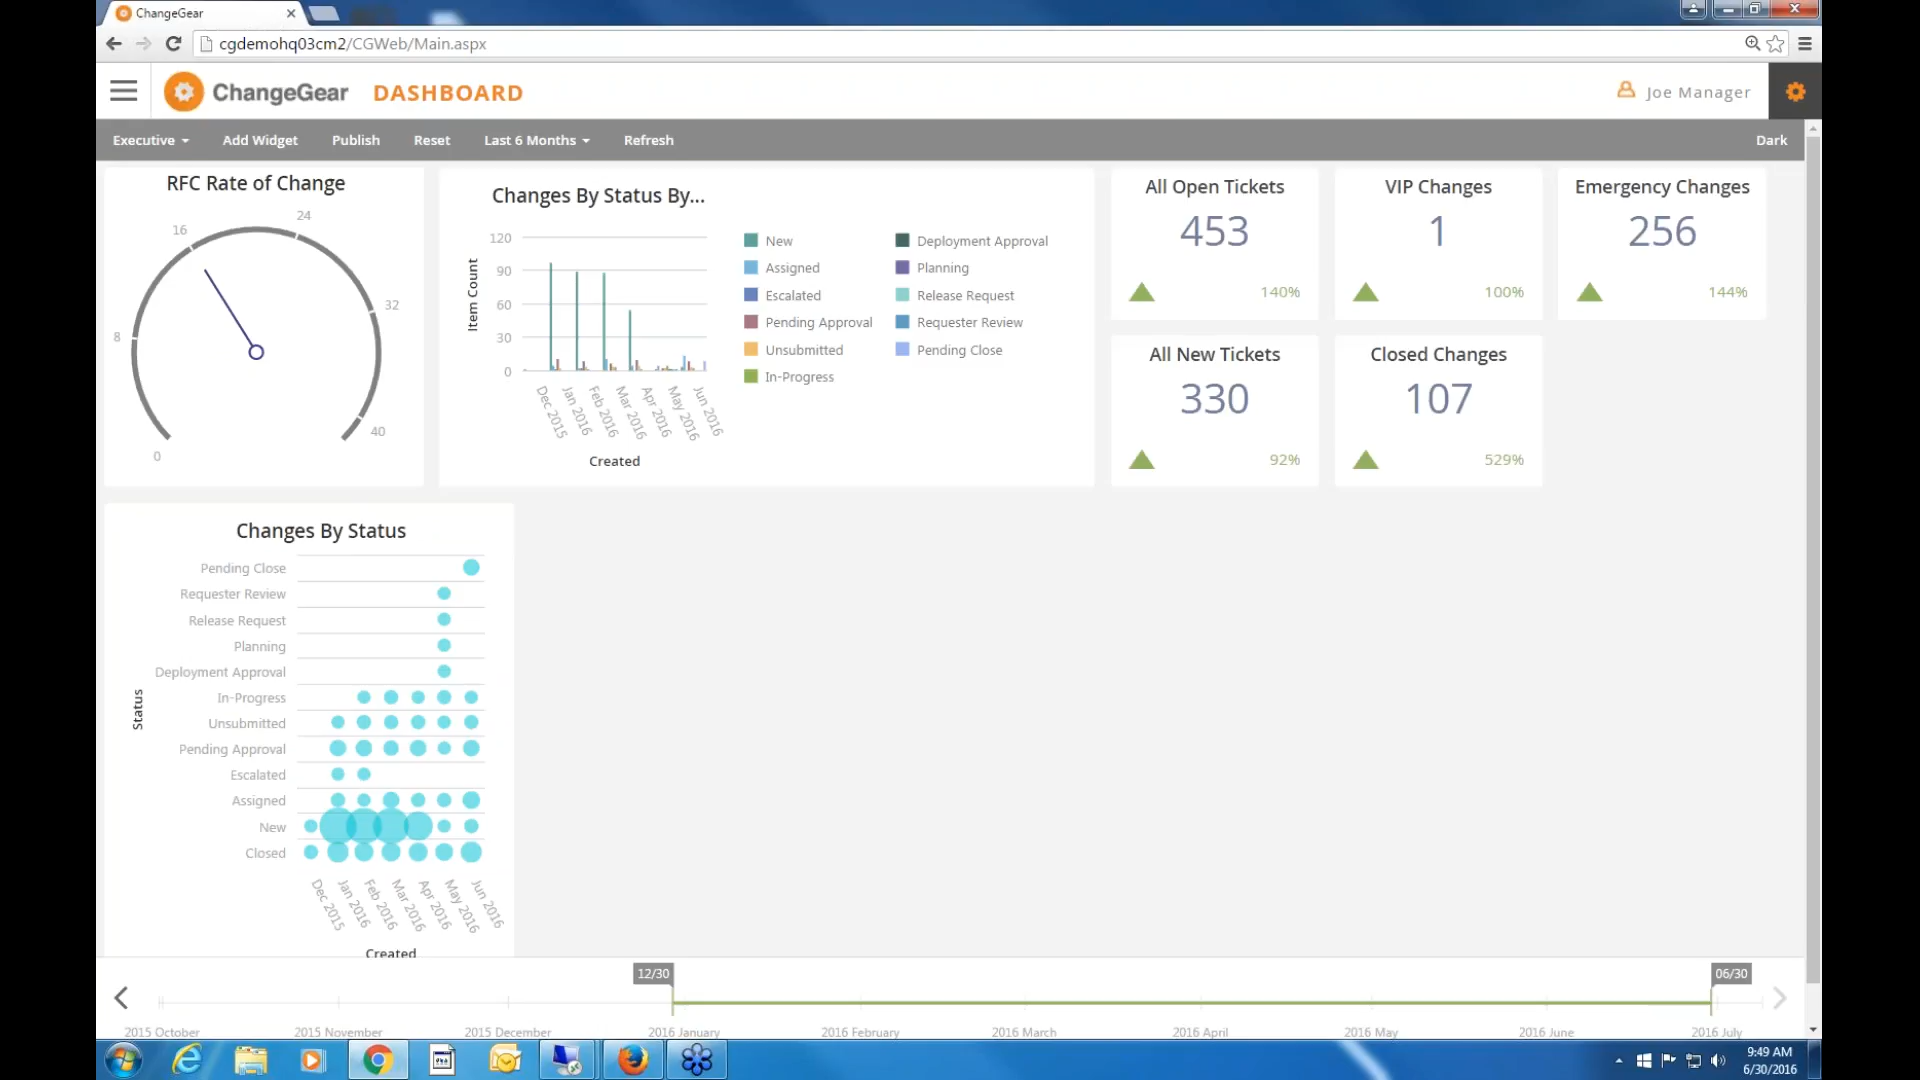 ChangeGear
cgdemohq03cm2/CGWeb/Main.aspx
ChangeGear DASHBOARD
Joe Manager
Executive Add Widget Publish Reset Last 6 Months Refresh Dark
RFC Rate of Change
0
8
16
24
32
40
Changes By Status By...
Item Count
120
90
60
30
0
Dec 2015
Jan 2016
Feb 2016
Mar 2016
Apr 2016
May 2016
Jun 2016
Created
New
Assigned
Escalated
Pending Approval
Unsubmitted
In-Progress
Deployment Approval
Planning
Release Request
Requester Review
Pending Close
All Open Tickets
453
140%
VIP Changes
1
100%
Emergency Changes
256
144%
All New Tickets
330
92%
Closed Changes
107
529%
Changes By Status
Status
Pending Close
Requester Review
Release Request
Planning
Deployment Approval
In-Progress
Unsubmitted
Pending Approval
Escalated
Assigned
New
Closed
Dec 2015
Jan 2016
Feb 2016
Mar 2016
Apr 2016
May 2016
Jun 2016
Created
12/30
06/30
2015 October
2015 November
2015 December
2016 January
2016 February
2016 March
2016 April
2016 May
2016 June
2016 July
9:49 AM
6/30/2016